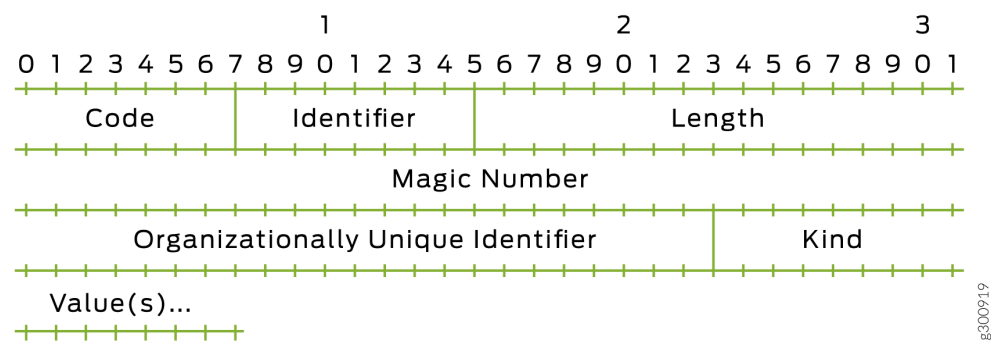 1 2 3
0 1 2 3 4 5 6 7 8 9 0 1 2 3 4 5 6 7 8 9 0 1 2 3 4 5 6 7 8 9 0 1
Code Identifier Length
Magic Number
Organizationally Unique Identifier Kind
Value(s)...
g300919